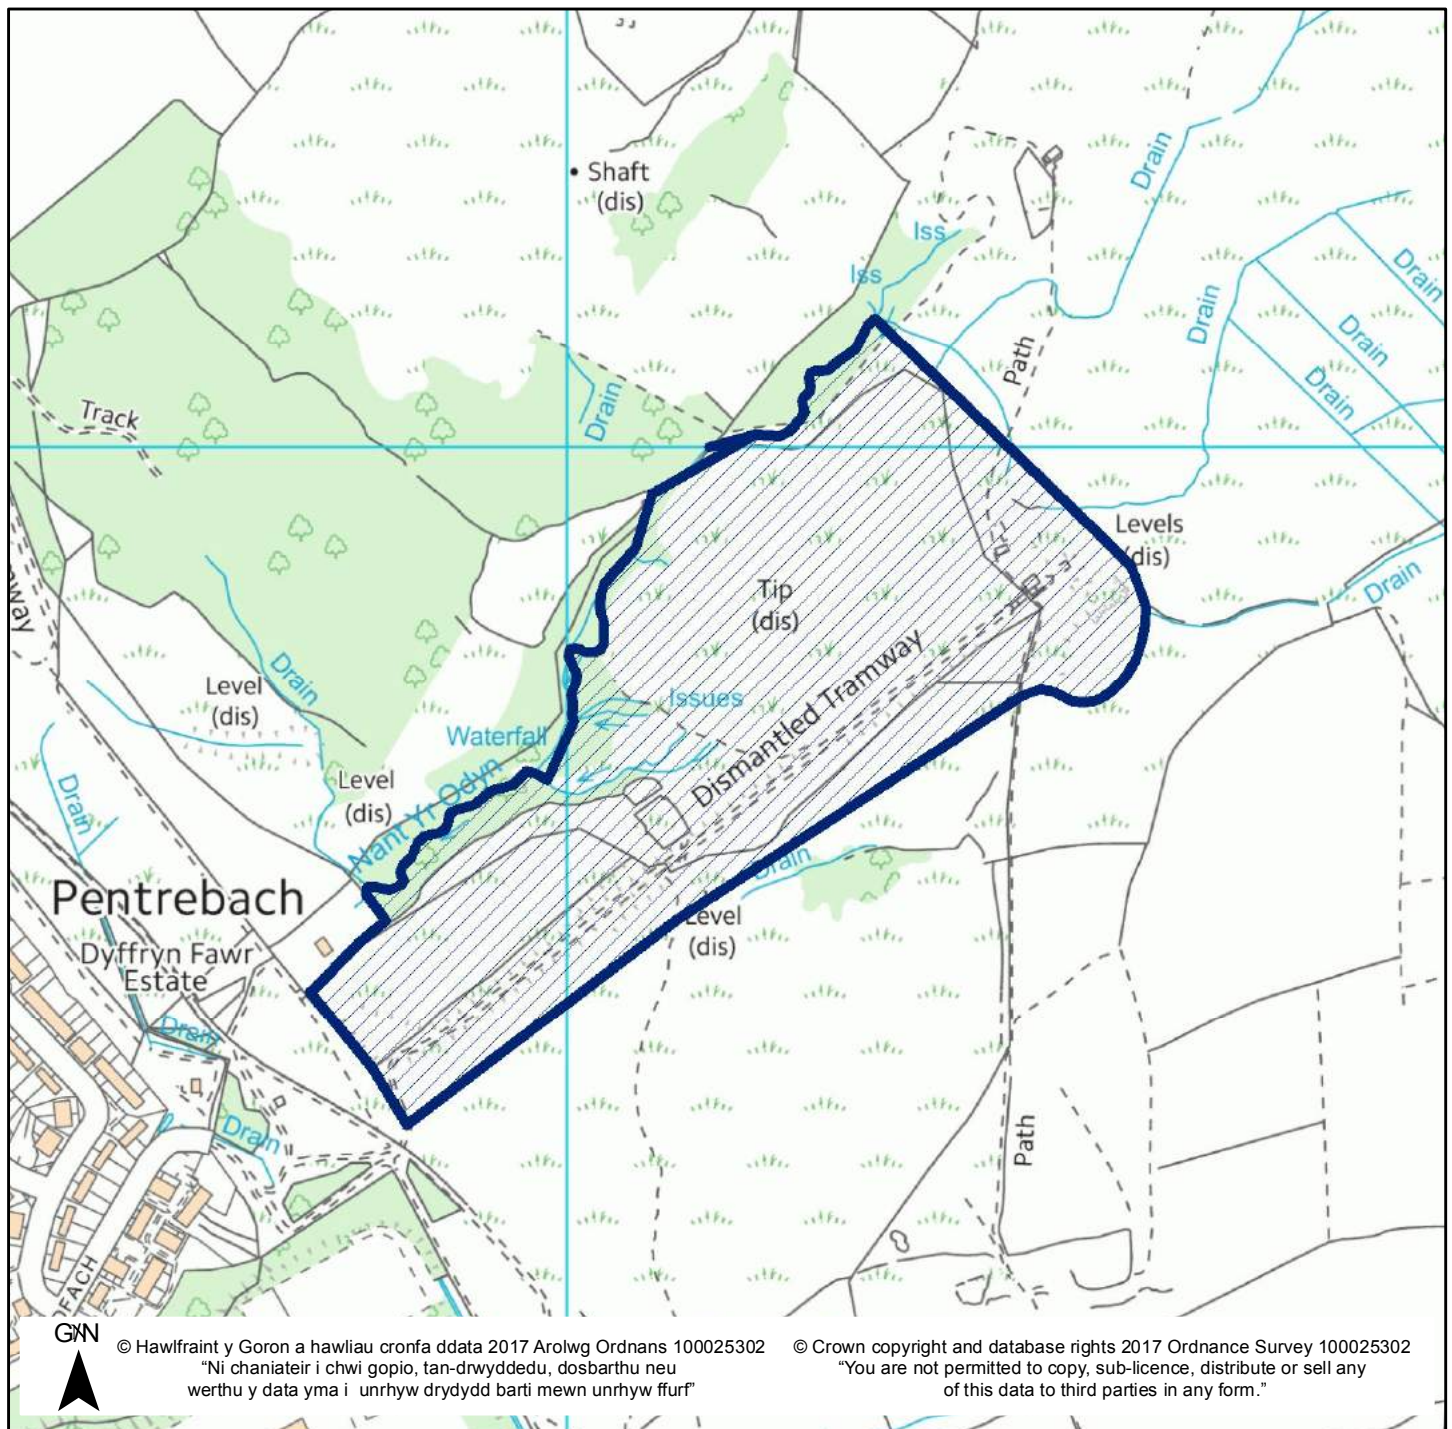 Shaft
(dis)
Drain
Iss
Iss
Drain
Drain
Drain
Drain
Path
Drain
Track
Drain
Levels
(dis)
Drain
Tip
(dis)
Dismantled Tramway
Issues
Waterfall
Nant Yr Odyn
Drain
Level
(dis)
Level
(dis)
Drain
Drain
Level
(dis)
Pentrebach
Dyffryn Fawr
Estate
Drain
Drain
Path
G/N
© Hawlfraint y Goron a hawliau cronfa ddata 2017 Arolwg Ordnans 100025302
“Ni chaniateir i chwi gopio, tan-drwyddedu, dosbarthu neu
werthu y data yma i unrhyw drydydd barti mewn unrhyw ffurf”
© Crown copyright and database rights 2017 Ordnance Survey 100025302
“You are not permitted to copy, sub-licence, distribute or sell any
of this data to third parties in any form.”